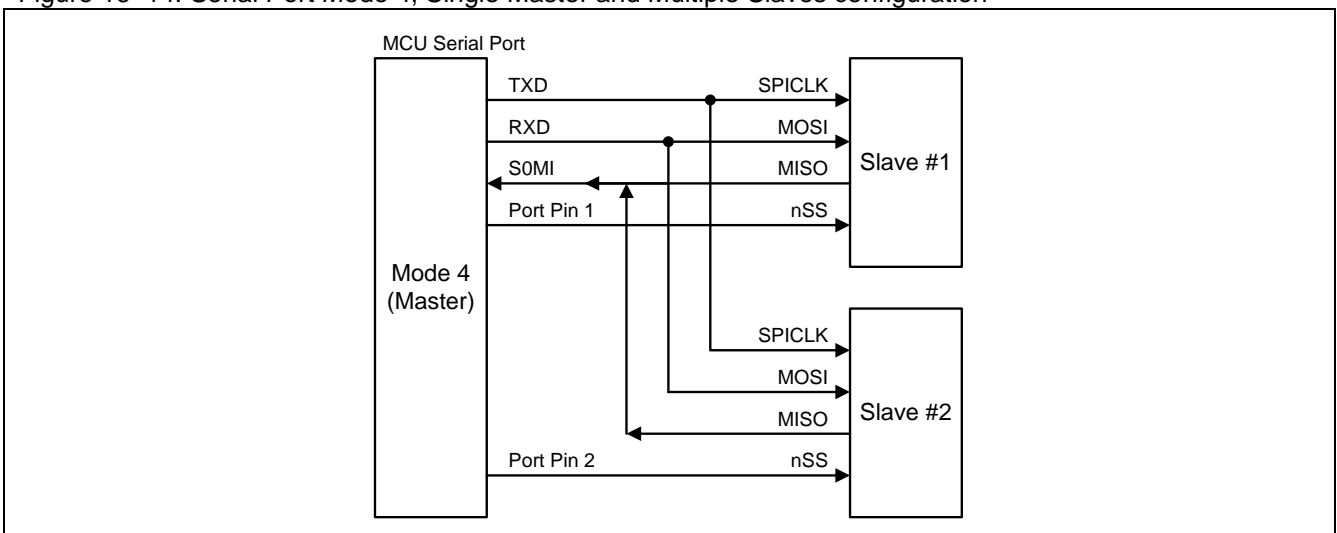 MCU Serial Port
TXD SPICLK
RXD MOSI
S0MI MISO
Port Pin 1 nSS
Slave #1
Mode 4
(Master)
SPICLK
MOSI
MISO
Slave #2
Port Pin 2 nSS